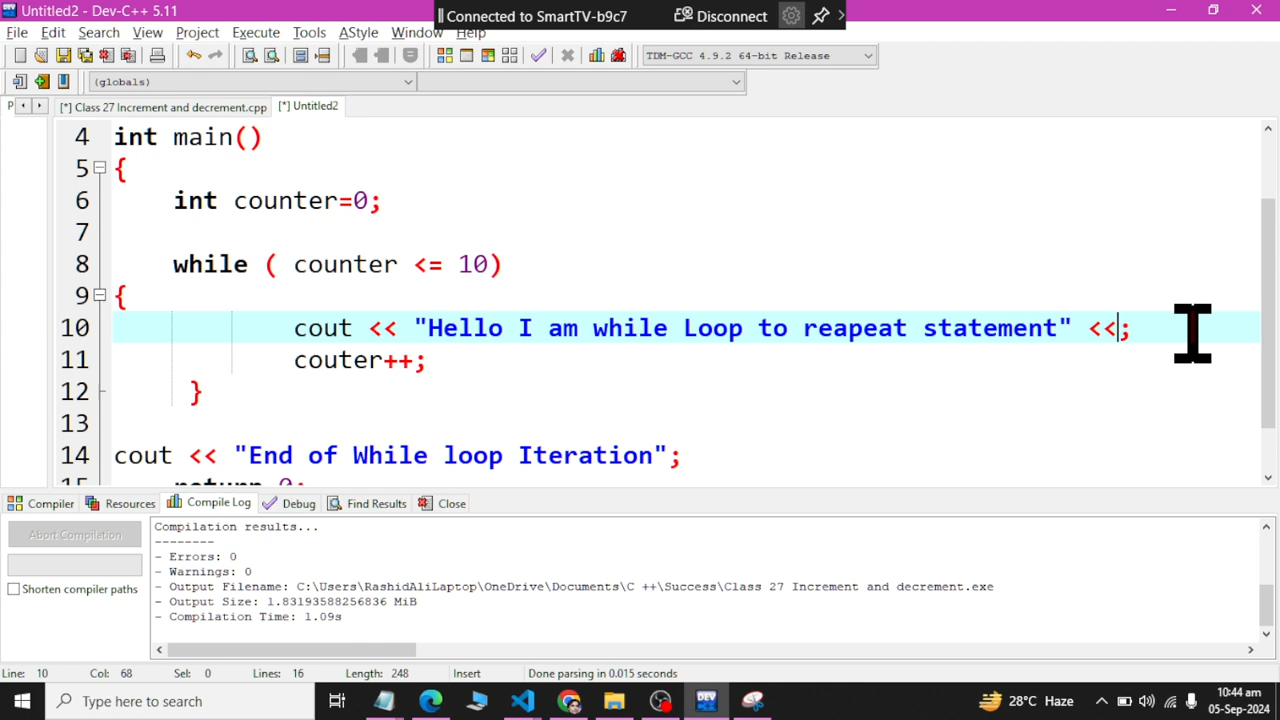 Untitled2 - Dev-C++ 5.11
Connected to SmartTV-b9c7 Disconnect
File Edit Search View Project Execute Tools AStyle Window Help
TDM-GCC 4.9.2 64-bit Release
(globals)
P [*] Class 27 Increment and decrement.cpp [*] Untitled2
4 int main()
5 {
6 int counter=0;
7
8 while ( counter <= 10)
9 {
10 cout << "Hello I am while Loop to reapeat statement" <<;
11 couter++;
12 }
13
14 cout << "End of While loop Iteration";
15 return 0;
Compiler Resources Compile Log Debug Find Results Close
Abort Compilation
Shorten compiler paths
Compilation results...
--------
- Errors: 0
- Warnings: 0
- Output Filename: C:\Users\RashidAliLaptop\OneDrive\Documents\C ++\Success\Class 27 Increment and decrement.exe
- Output Size: 1.83193588256836 MiB
- Compilation Time: 1.09s
Line: 10 Col: 68 Sel: 0 Lines: 16 Length: 248 Insert Done parsing in 0.015 seconds
Type here to search
DEV
28°C Haze
10:44 am
05-Sep-2024